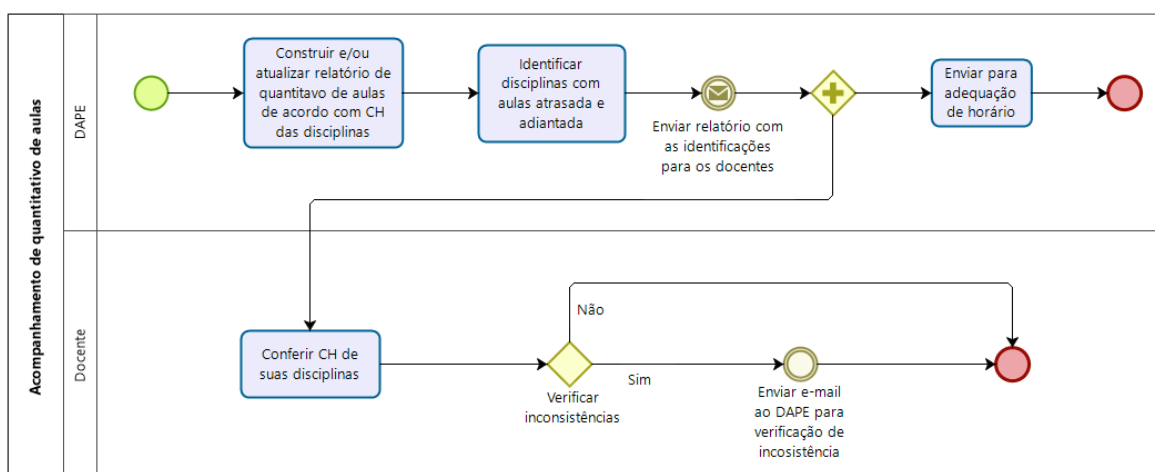 Acompanhamento de quantitativo de aulas
DAPE
Construir e/ou
atualizar relatório de
quantitavo de aulas
de acordo com CH
das disciplinas
Identificar
disciplinas com
aulas atrasada e
adiantada
Enviar relatório com
as identificações
para os docentes
Enviar para
adequação
de horário
Docente
Conferir CH de
suas disciplinas
Verificar
inconsistências
Não
Sim
Enviar e-mail
ao DAPE para
verificação de
incosistência